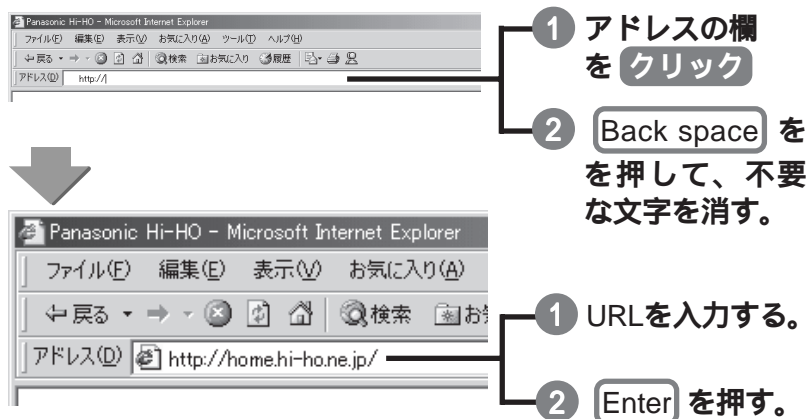 Panasonic Hi-HO - Microsoft Internet Explorer
ファイル(F) 編集(E) 表示(V) お気に入り(A) ツール(T) ヘルプ(H)
戻る 検索 お気に入り 履歴
アドレス(D) http://
1 アドレスの欄
を クリック
2 Back space を
を押して、不要
な文字を消す。
Panasonic Hi-HO - Microsoft Internet Explorer
ファイル(F) 編集(E) 表示(V) お気に入り(A)
戻る 検索 お
アドレス(D) http://home.hi-ho.ne.jp/
1 URLを入力する。
2 Enter を押す。